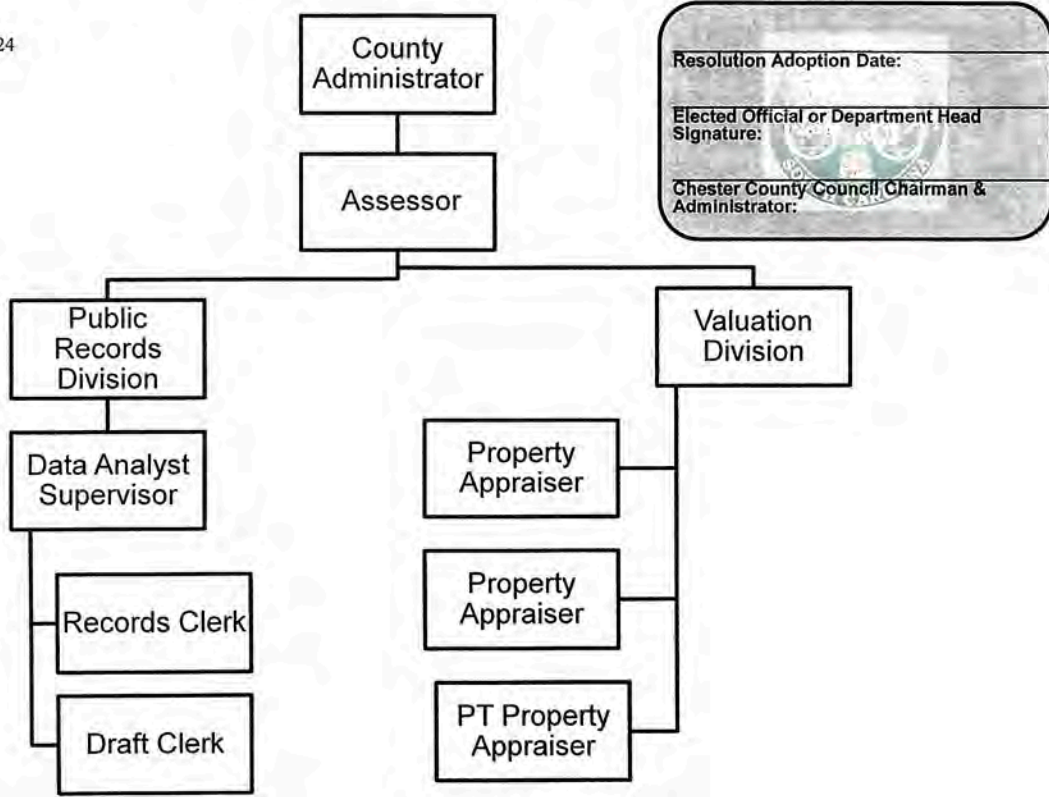 24
County
Administrator
Resolution Adoption Date:
Elected Official or Department Head
Signature:
Chester County Council Chairman &
Administrator:
Assessor
Public
Records
Division
Valuation
Division
Data Analyst
Supervisor
Property
Appraiser
Records Clerk
Property
Appraiser
Draft Clerk
PT Property
Appraiser